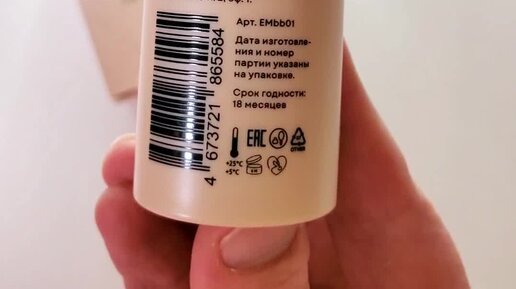 Арт. EMbb01
Дата изготовле-
ния и номер
партии указаны
на упаковке.
Срок годности:
18 месяцев
+25°C
+5°C
EAC
4 673721 865584